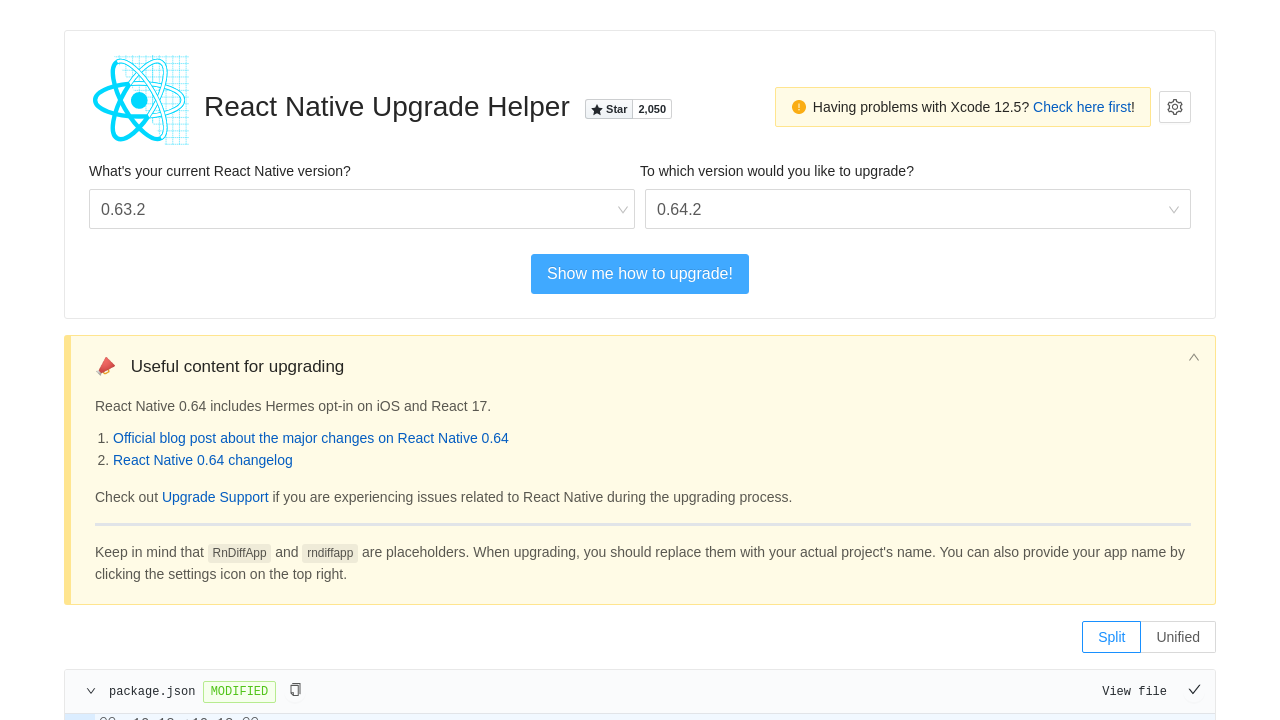 React Native Upgrade Helper
Star 2,050
Having problems with Xcode 12.5? Check here first!
What's your current React Native version?
To which version would you like to upgrade?
0.63.2
0.64.2
Show me how to upgrade!
Useful content for upgrading
React Native 0.64 includes Hermes opt-in on iOS and React 17.
1. Official blog post about the major changes on React Native 0.64
2. React Native 0.64 changelog
Check out Upgrade Support if you are experiencing issues related to React Native during the upgrading process.
Keep in mind that RnDiffApp and rndiffapp are placeholders. When upgrading, you should replace them with your actual project's name. You can also provide your app name by
clicking the settings icon on the top right.
Split
Unified
package.json MODIFIED
View file